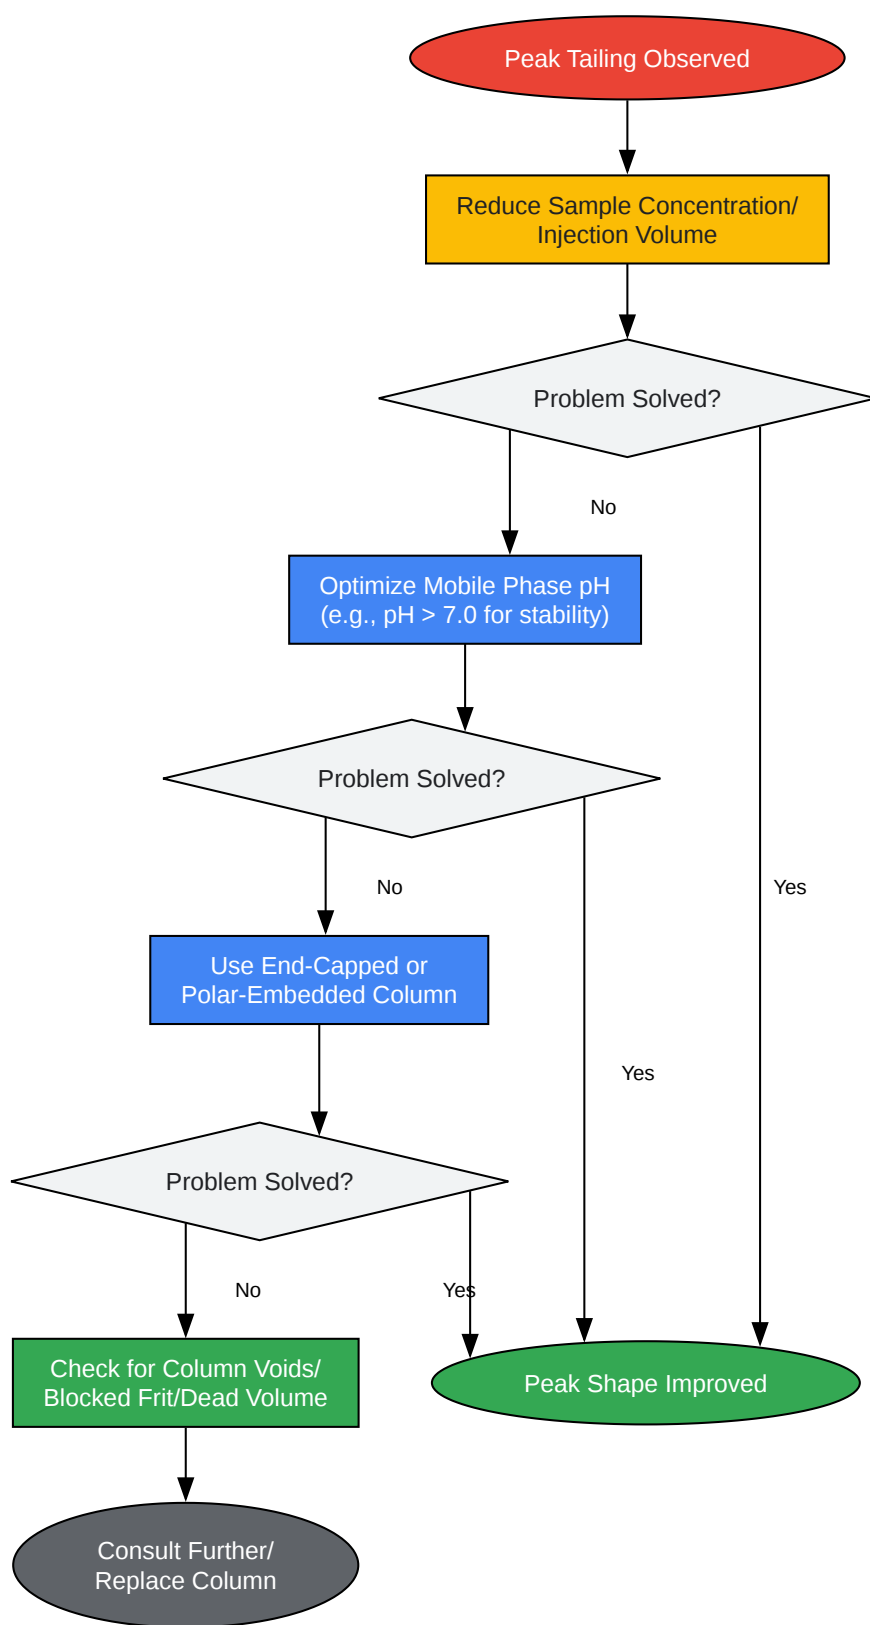 Peak Tailing Observed
Reduce Sample Concentration/
Injection Volume
Problem Solved?
No
Optimize Mobile Phase pH
(e.g., pH > 7.0 for stability)
Problem Solved?
No
Yes
Use End-Capped or
Polar-Embedded Column
Yes
Problem Solved?
No
Yes
Check for Column Voids/
Blocked Frit/Dead Volume
Peak Shape Improved
Consult Further/
Replace Column